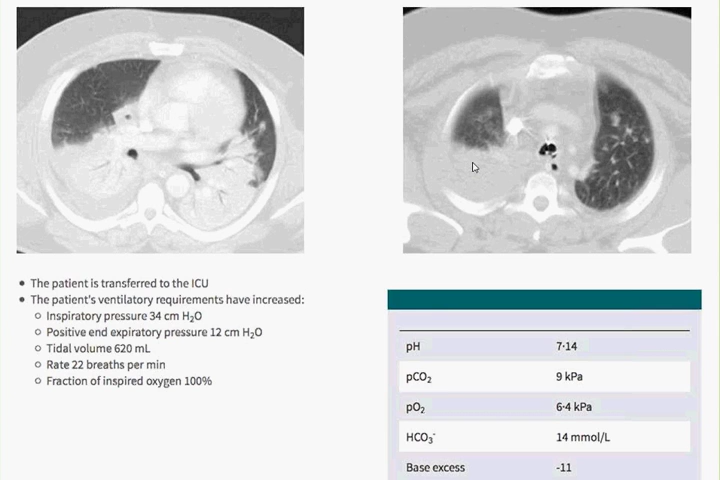 • The patient is transferred to the ICU
• The patient's ventilatory requirements have increased:
o Inspiratory pressure 34 cm H₂O
o Positive end expiratory pressure 12 cm H₂O
o Tidal volume 620 mL
o Rate 22 breaths per min
o Fraction of inspired oxygen 100%
pH 7·14
pCO₂ 9 kPa
pO₂ 6·4 kPa
HCO₃⁻ 14 mmol/L
Base excess -11